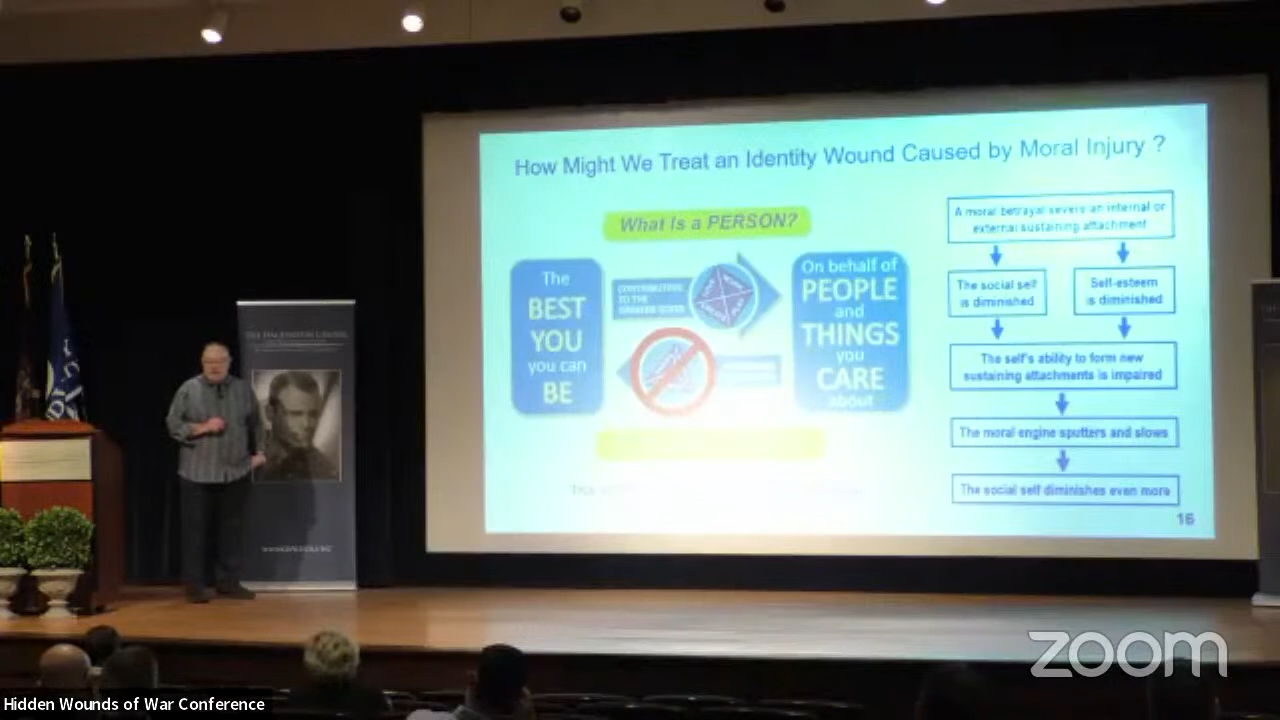 How Might We Treat an Identity Wound Caused by Moral Injury ?
What Is a PERSON?
The
BEST
YOU
you can
BE
CONTRIBUTING
TO THE
GREATER GOOD
On behalf of
PEOPLE
and
THINGS
you
CARE
about
A moral betrayal severs an internal or
external sustaining attachment
The social self
is diminished
Self-esteem
is diminished
The self's ability to form new
sustaining attachments is impaired
The moral engine sputters and slows
The social self diminishes even more
16
zoom
Hidden Wounds of War Conference